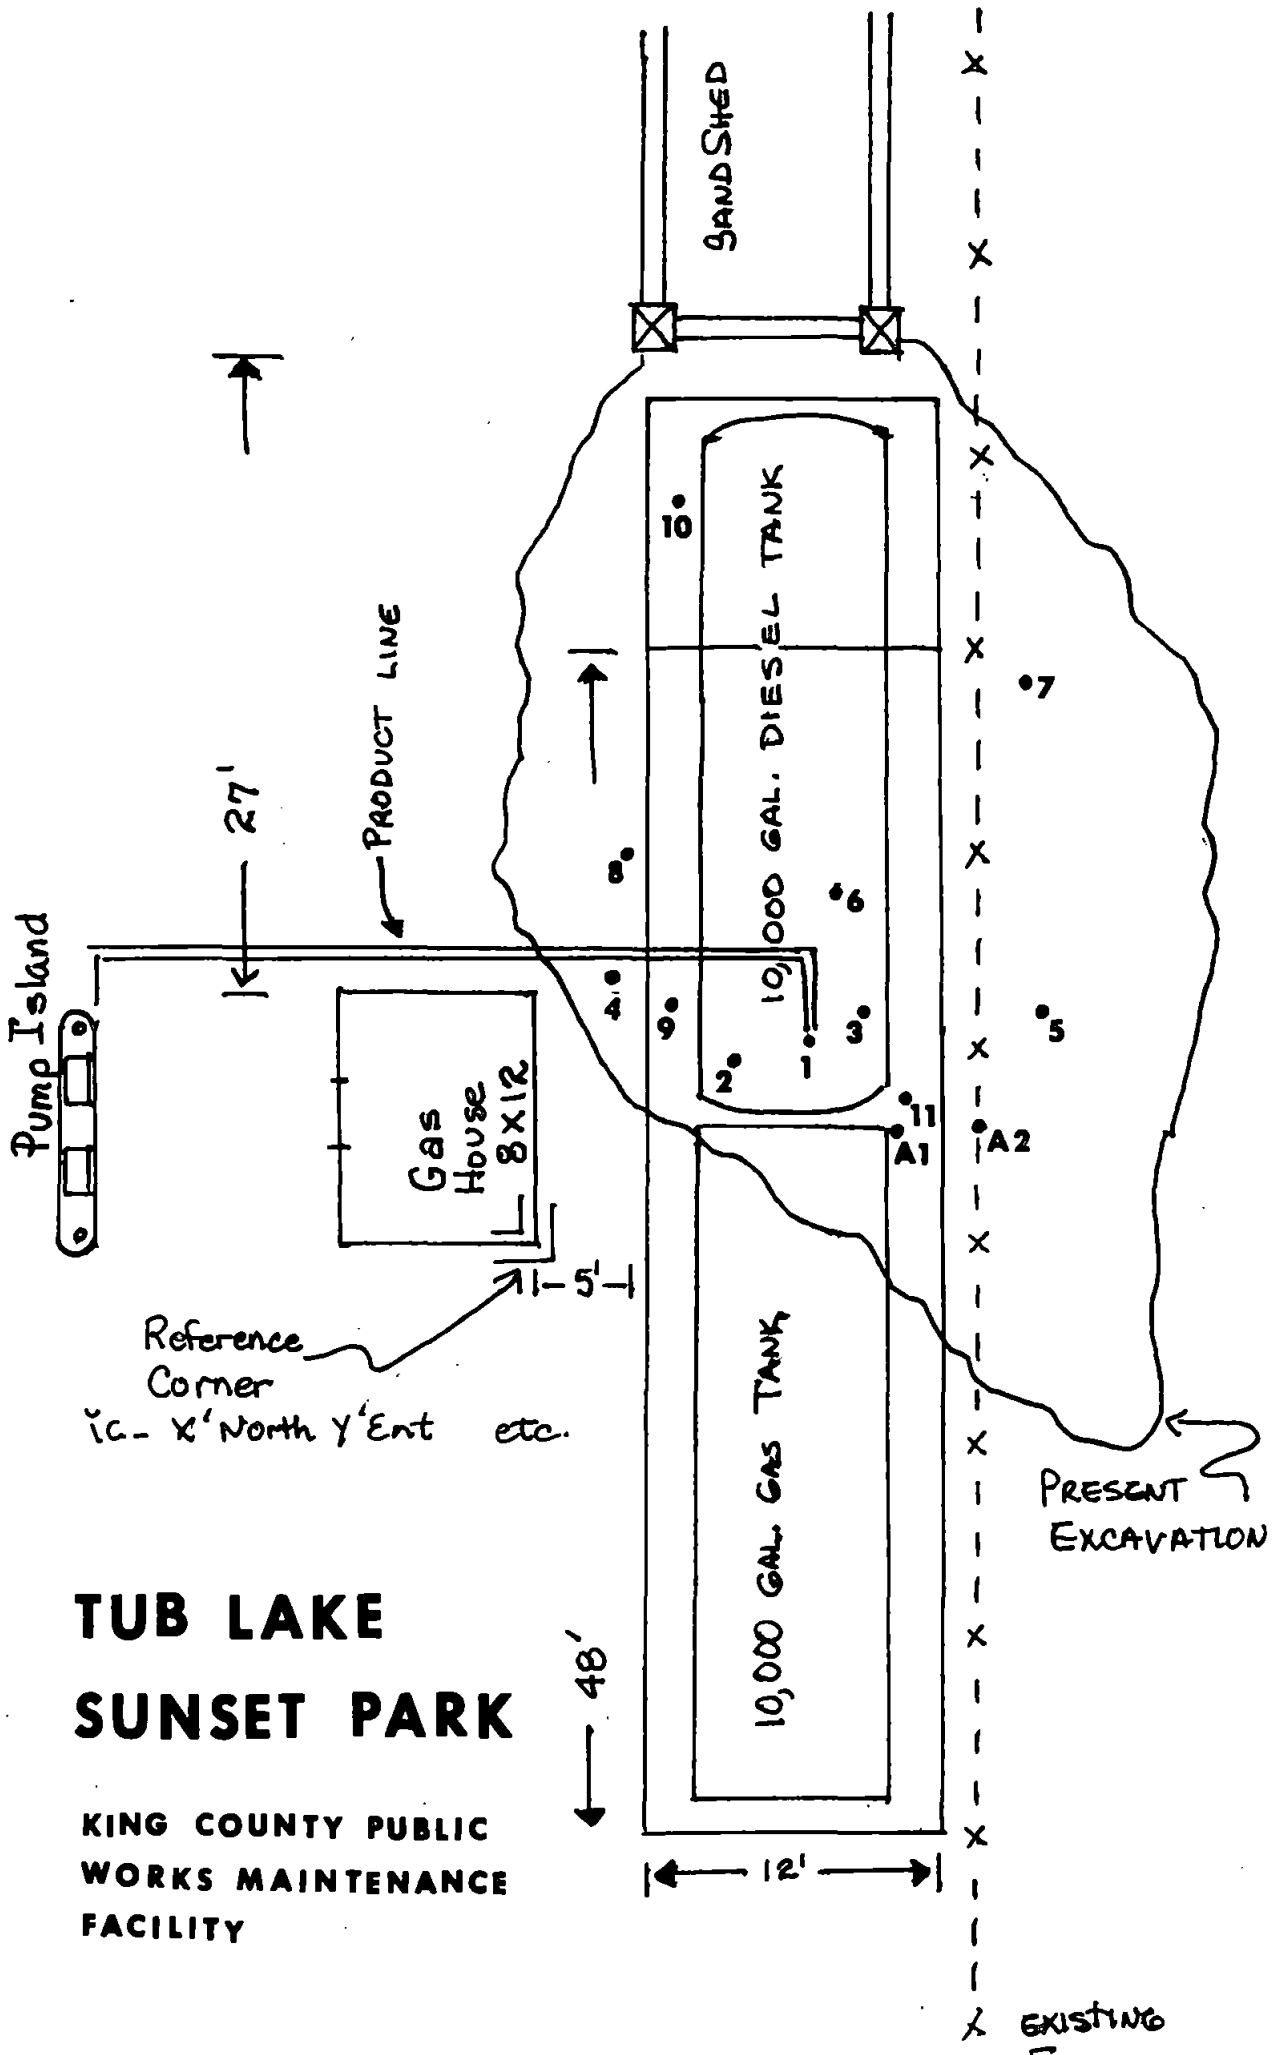 SANDSHED
10
10,000 GAL. DIESEL TANK
7
PRODUCT LINE
27'
8
6
Pump Island
4
9
3
5
1
2
Gas
House
8X12
11
A1
A2
5'
Reference
Corner
ie- X' North Y' East etc.
10,000 GAL. GAS TANK
PRESENT
EXCAVATION
TUB LAKE
SUNSET PARK
48'
KING COUNTY PUBLIC
WORKS MAINTENANCE
FACILITY
12'
EXISTING